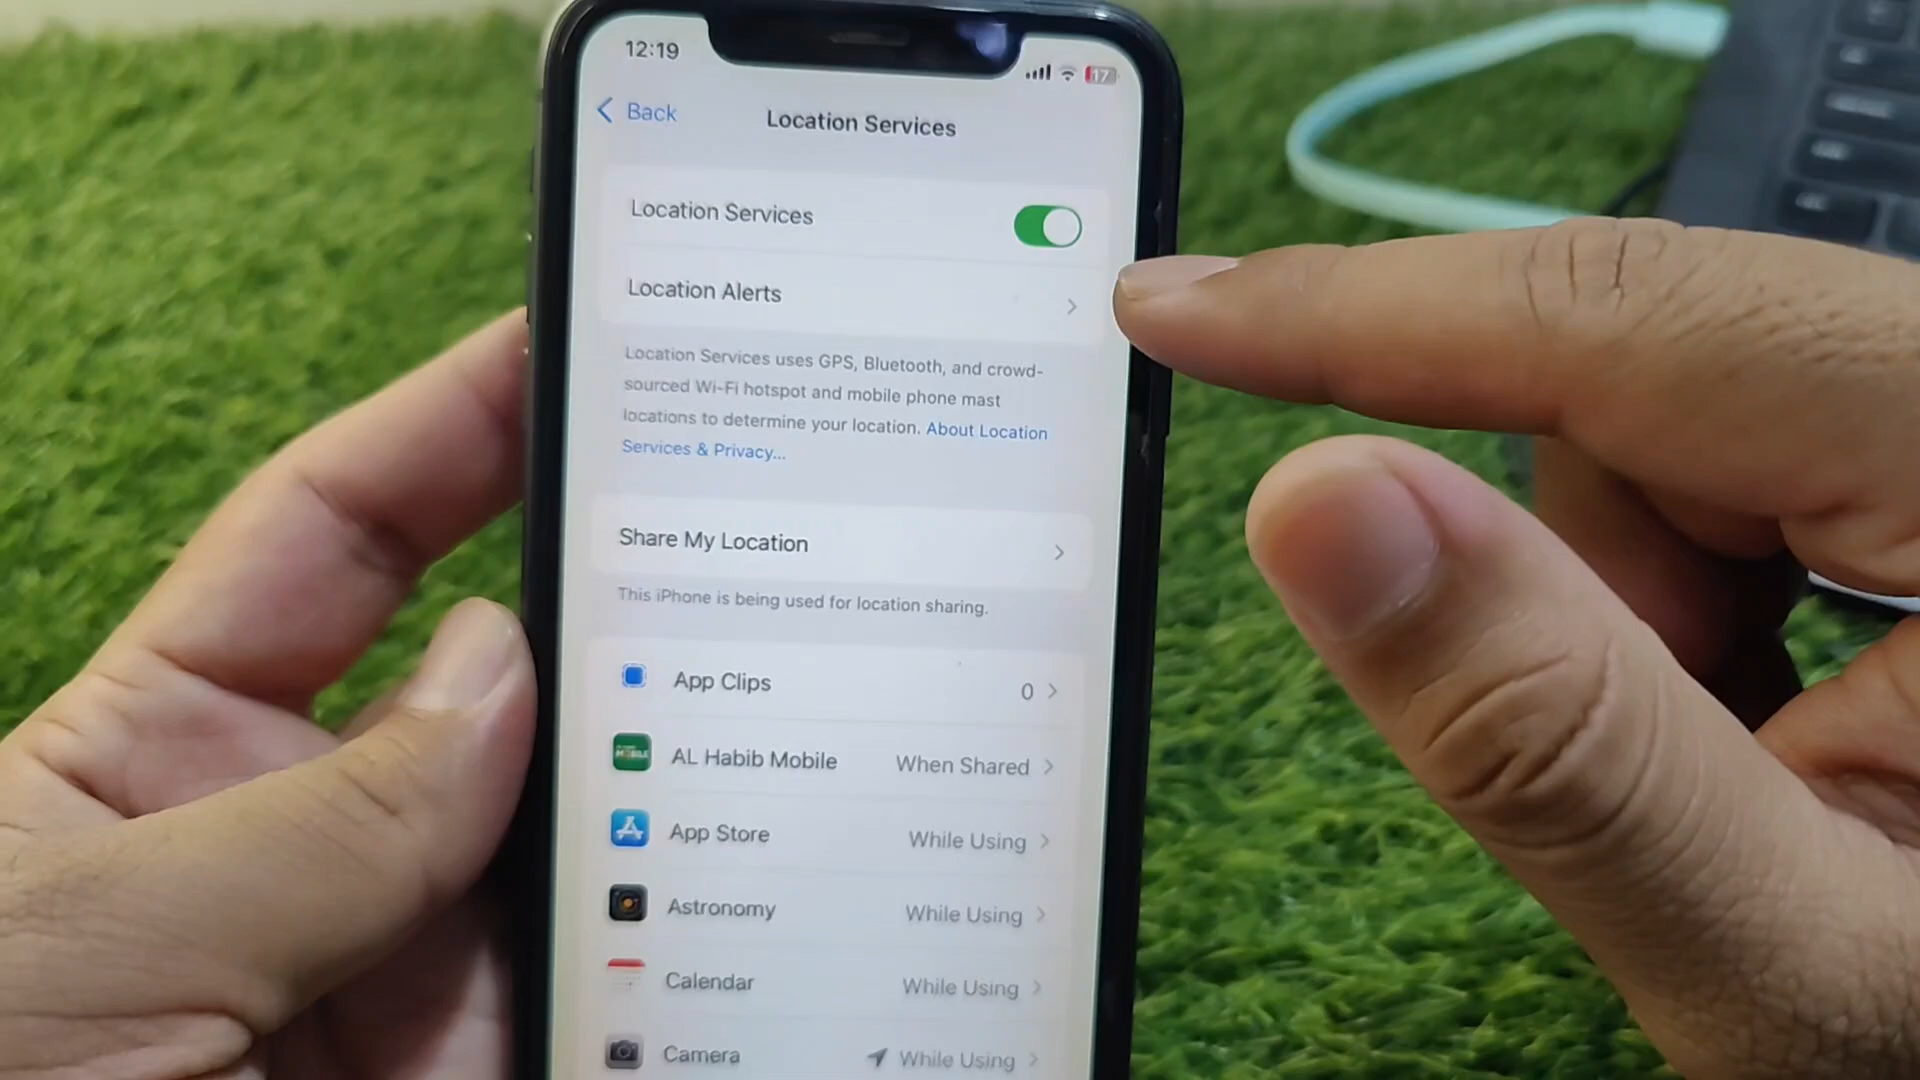 12:19
17
Back
Location Services
Location Services
Location Alerts
Location Services uses GPS, Bluetooth, and crowd-
sourced Wi-Fi hotspot and mobile phone mast
locations to determine your location. About Location
Services & Privacy...
Share My Location
This iPhone is being used for location sharing.
App Clips 0
AL Habib Mobile When Shared
App Store While Using
Astronomy While Using
Calendar While Using
Camera While Using